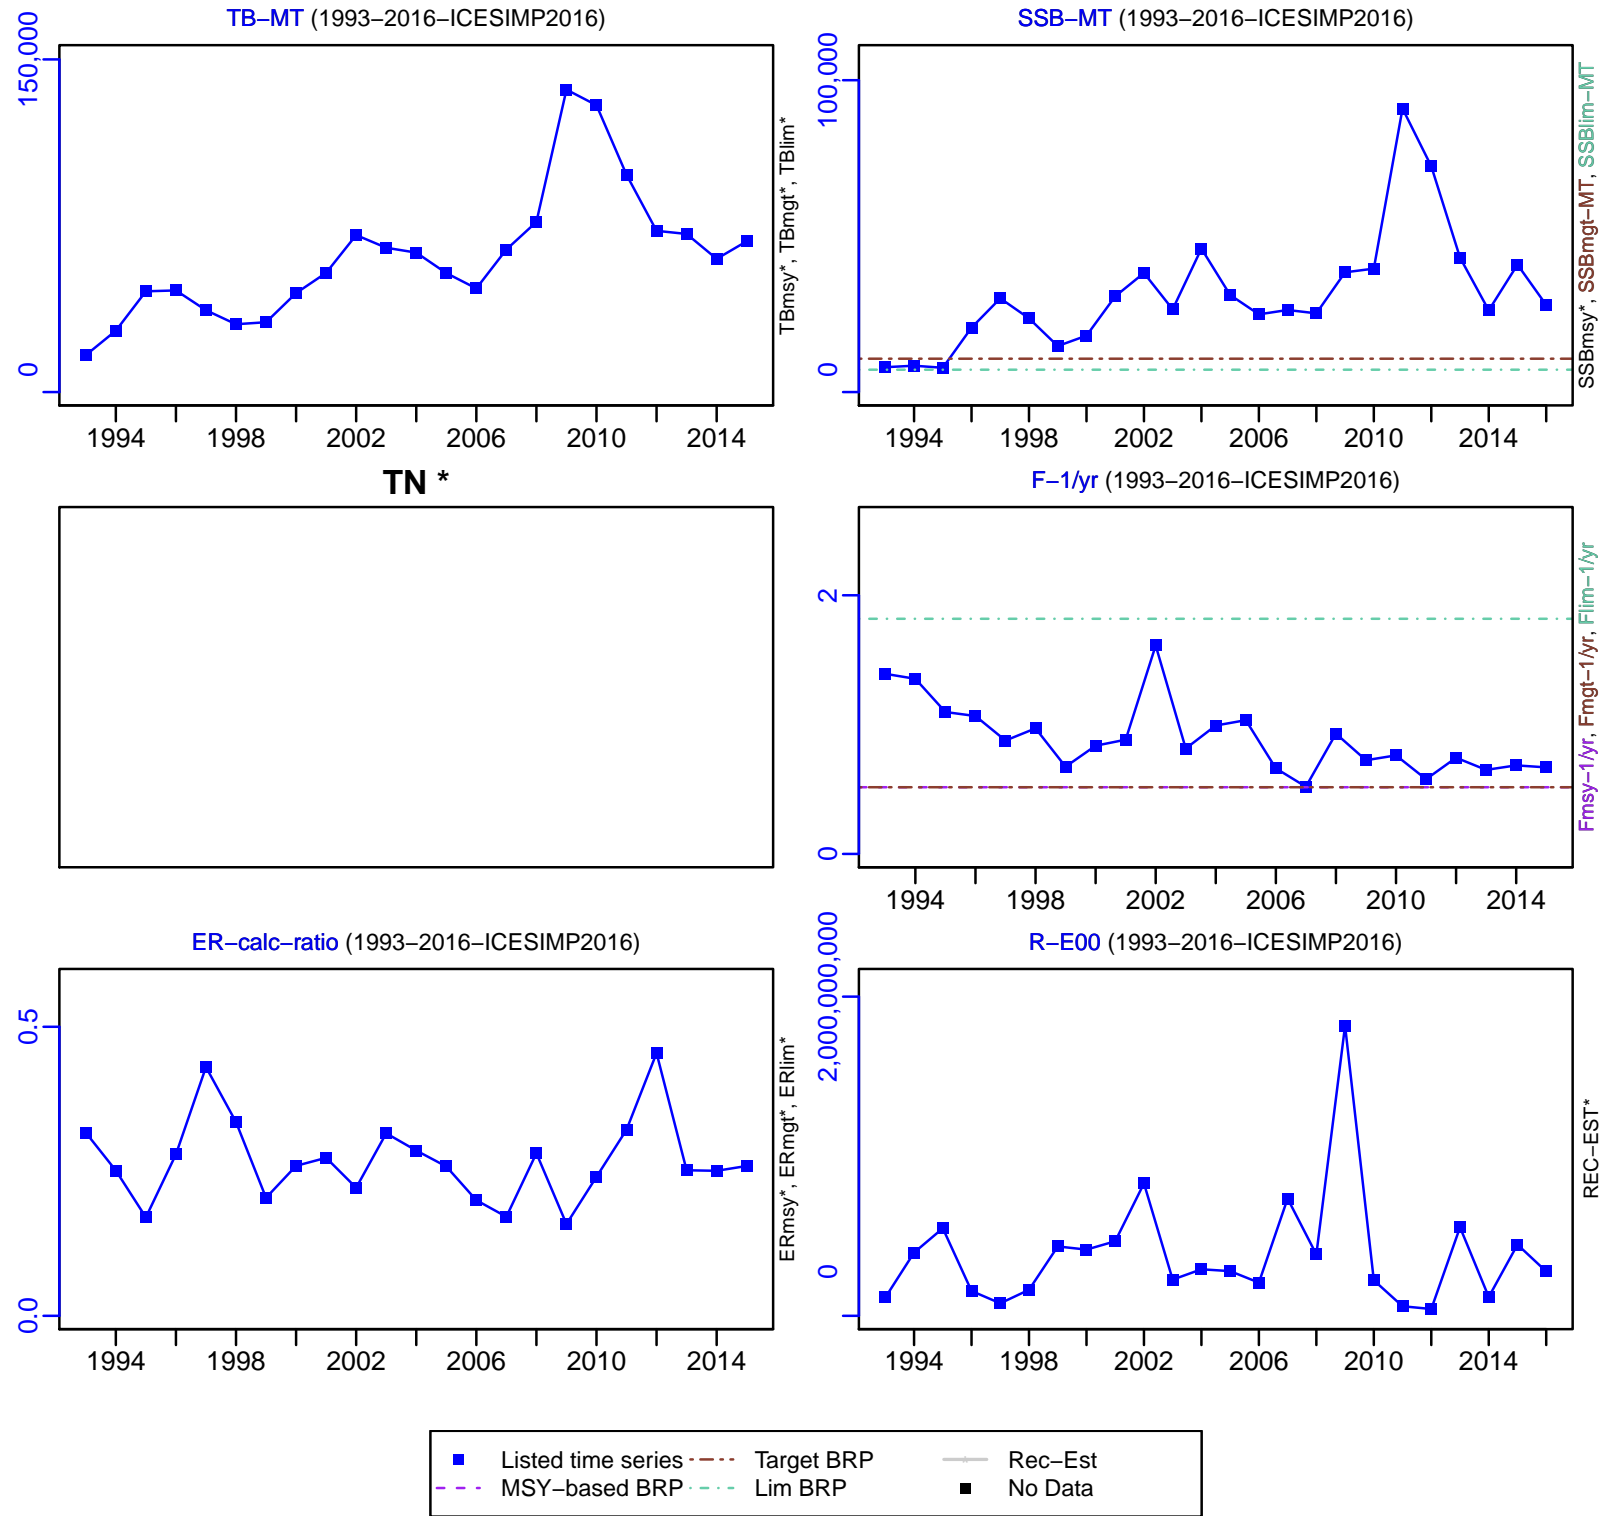 TB−MT (1993−2016−ICESIMP2016)
150,000
0
1994 1998 2002 2006 2010 2014
TBmsy*, TBmgt*, TBlim*
SSB−MT (1993−2016−ICESIMP2016)
100,000
0
1994 1998 2002 2006 2010 2014
SSBmsy*, SSBmgt−MT, SSBlim−MT
TN *
F−1/yr (1993−2016−ICESIMP2016)
2
0
1994 1998 2002 2006 2010 2014
Fmsy−1/yr, Fmgt−1/yr, Flim−1/yr
ER−calc−ratio (1993−2016−ICESIMP2016)
0.5
0.0
1994 1998 2002 2006 2010 2014
ERmsy*, ERmgt*, ERlim*
R−E00 (1993−2016−ICESIMP2016)
2,000,000,000
0
1994 1998 2002 2006 2010 2014
REC−EST*
Listed time series Target BRP Rec−Est
MSY−based BRP Lim BRP No Data